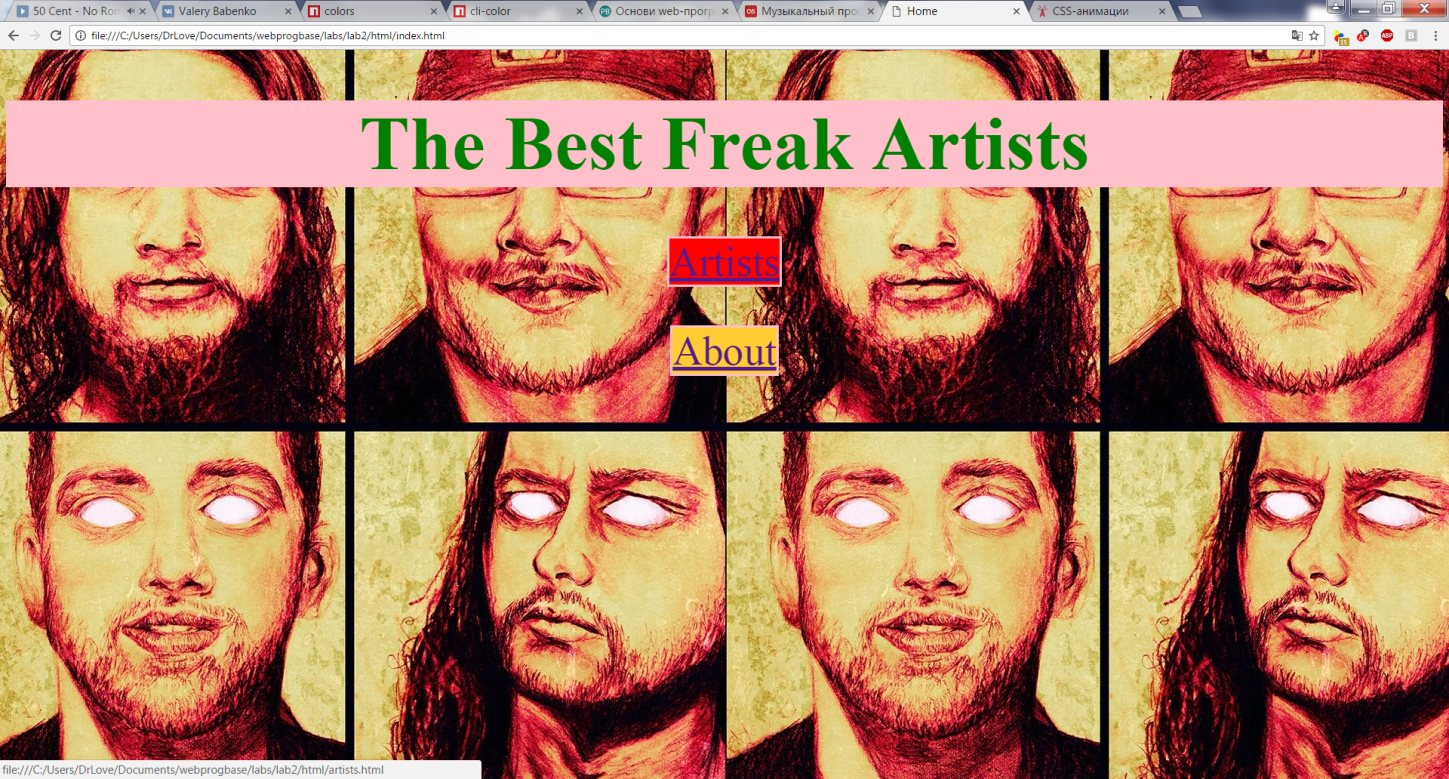 50 Cent - No Rom
Valery Babenko
colors
cli-color
Основи web-прогр
Музыкальный про
Home
CSS-анимации
file:///C:/Users/DrLove/Documents/webprogbase/labs/lab2/html/index.html
The Best Freak Artists
Artists
About
file:///C:/Users/DrLove/Documents/webprogbase/labs/lab2/html/artists.html